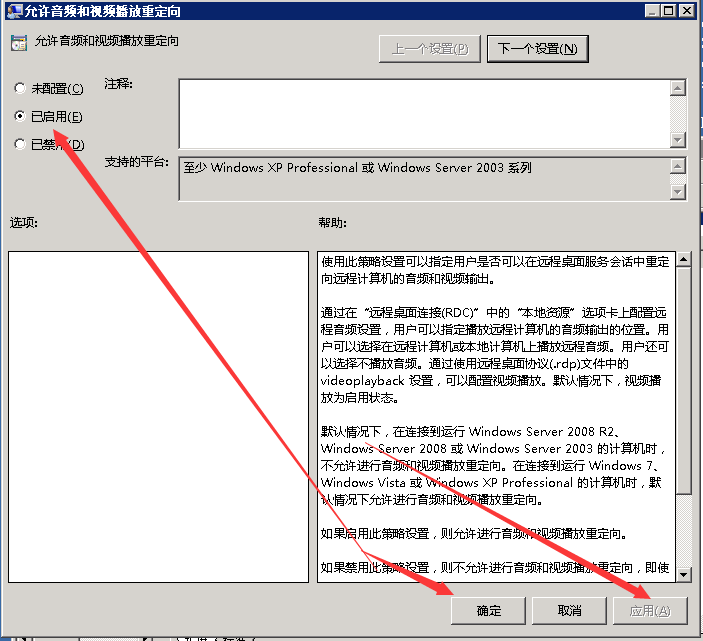 允许音频和视频播放重定向
允许音频和视频播放重定向
上一个设置(P)
下一个设置(N)
未配置(C)
注释:
已启用(E)
已禁用(D)
支持的平台:
至少 Windows XP Professional 或 Windows Server 2003 系列
选项:
帮助:
使用此策略设置可以指定用户是否可以在远程桌面服务会话中重定
向远程计算机的音频和视频输出。
通过在“远程桌面连接(RDC)”中的“本地资源”选项卡上配置远
程音频设置，用户可以指定播放远程计算机的音频输出的位置。用
户可以选择在远程计算机或本地计算机上播放远程音频。用户还可
以选择不播放音频。通过使用远程桌面协议(.rdp)文件中的
videoplayback 设置，可以配置视频播放。默认情况下，视频播
放为启用状态。
默认情况下，在连接到运行 Windows Server 2008 R2、
Windows Server 2008 或 Windows Server 2003 的计算机时，
不允许进行音频和视频播放重定向。在连接到运行 Windows 7、
Windows Vista 或 Windows XP Professional 的计算机时，默
认情况下允许进行音频和视频播放重定向。
如果启用此策略设置，则允许进行音频和视频播放重定向。
如果禁用此策略设置，则不允许进行音频和视频播放重定向，即使
确定
取消
应用(A)